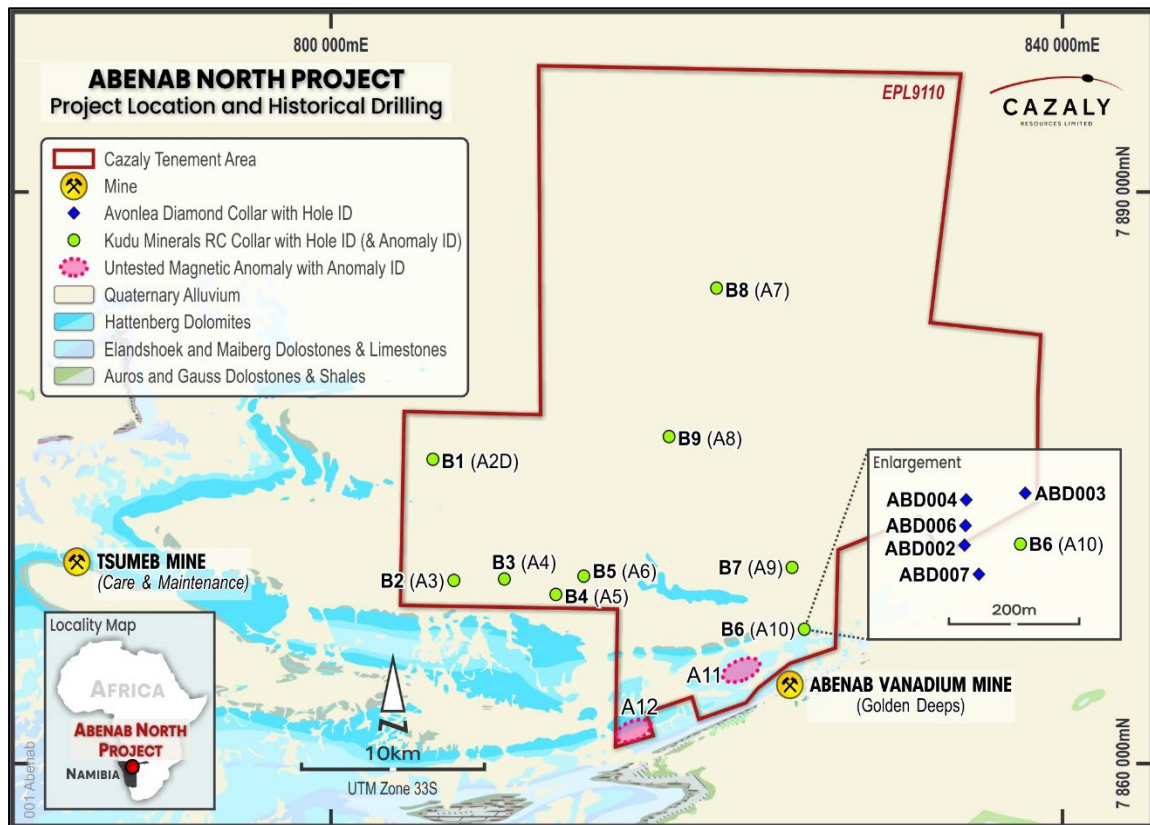 800 000mE
840 000mE
ABENAB NORTH PROJECT
Project Location and Historical Drilling
EPL9110
CAZALY
RESOURCES LIMITED
Cazaly Tenement Area
Mine
Avonlea Diamond Collar with Hole ID
Kudu Minerals RC Collar with Hole ID (& Anomaly ID)
Untested Magnetic Anomaly with Anomaly ID
Quaternary Alluvium
Hattenberg Dolomites
Elandshoek and Maiberg Dolostones & Limestones
Auros and Gauss Dolostones & Shales
7 890 000mN
B8 (A7)
B9 (A8)
B1 (A2D)
Enlargement
ABD004
ABD003
ABD006
ABD002
B6 (A10)
ABD007
200m
TSUMEB MINE
(Care & Maintenance)
B3 (A4)
B2 (A3)
B5 (A6)
B4 (A5)
B7 (A9)
B6 (A10)
A11
A12
ABENAB VANADIUM MINE
(Golden Deeps)
Locality Map
AFRICA
ABENAB NORTH
PROJECT
NAMIBIA
N
10km
UTM Zone 33S
7 860 000mN
001 Abenab